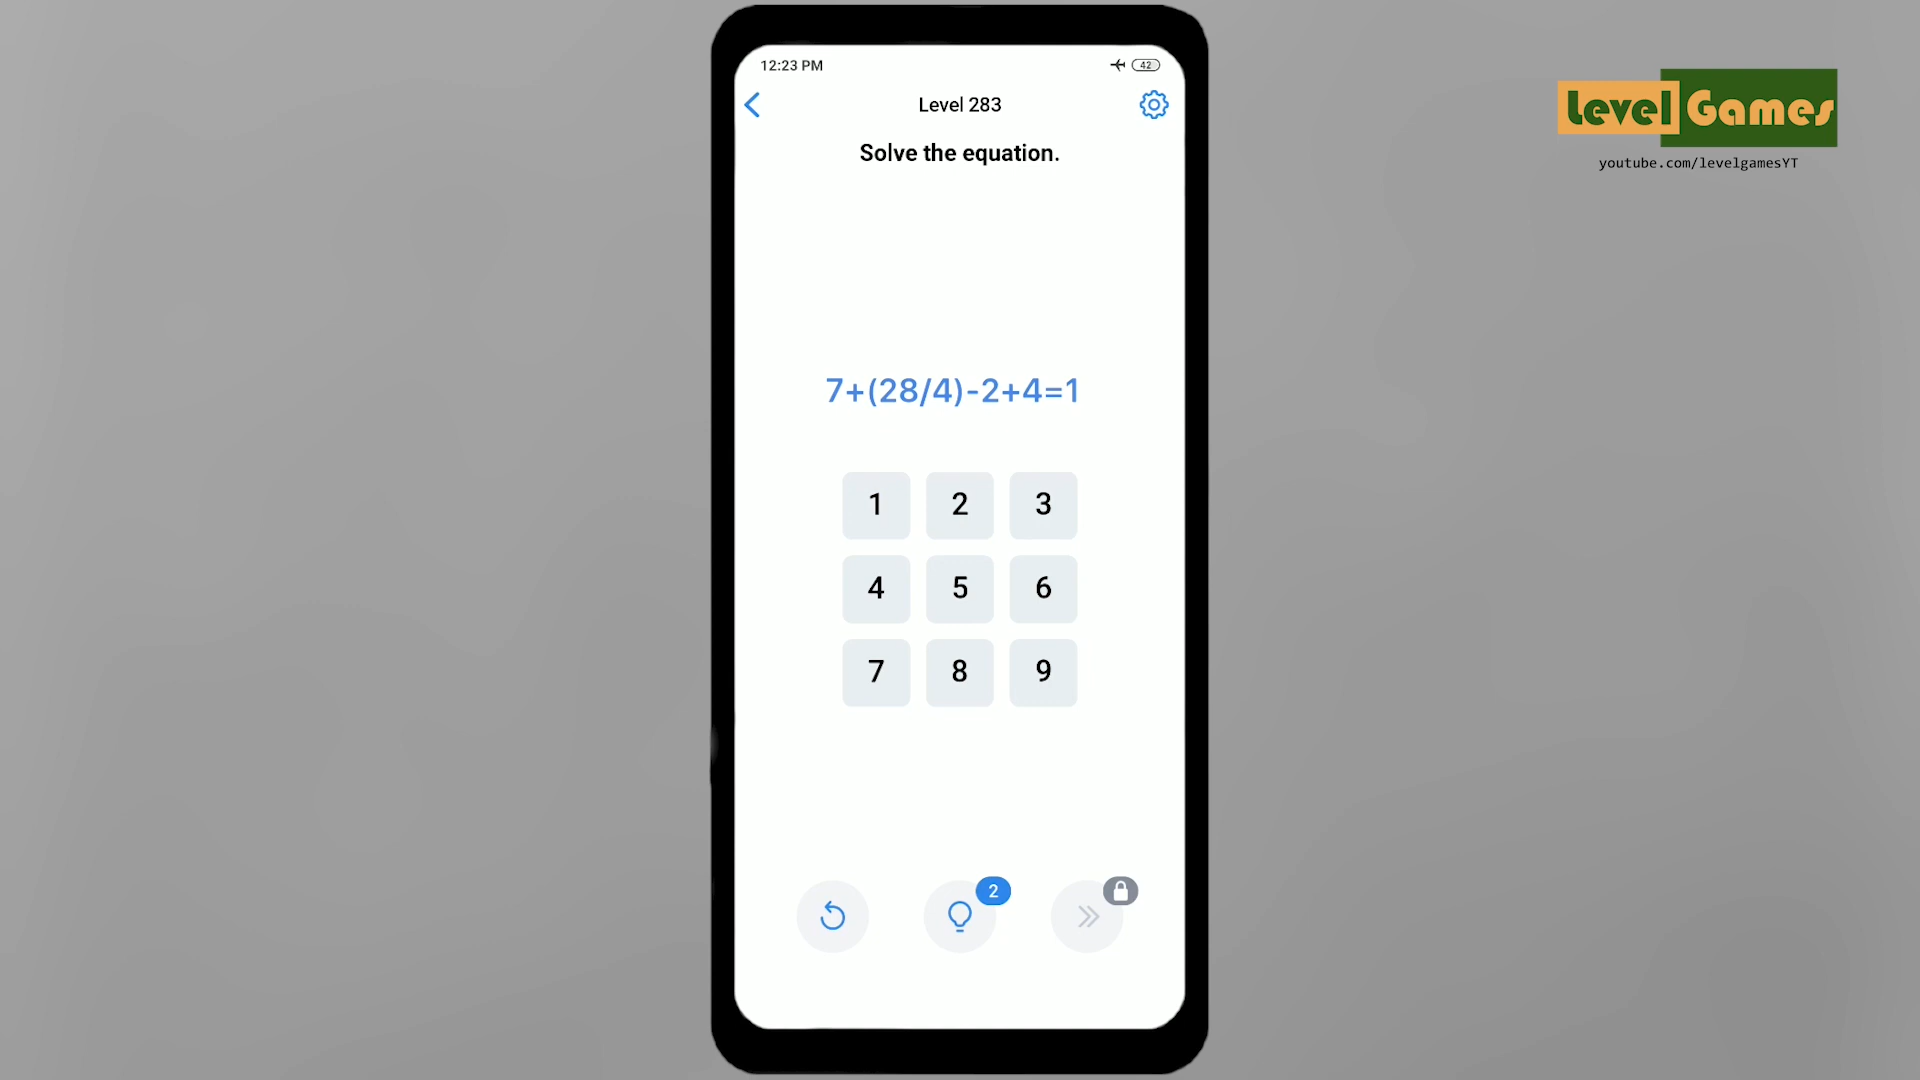 12:23 PM
42
Level 283
Solve the equation.
7+(28/4)-2+4=1
1 2 3
4 5 6
7 8 9
2
Level Games
youtube.com/levelgamesYT